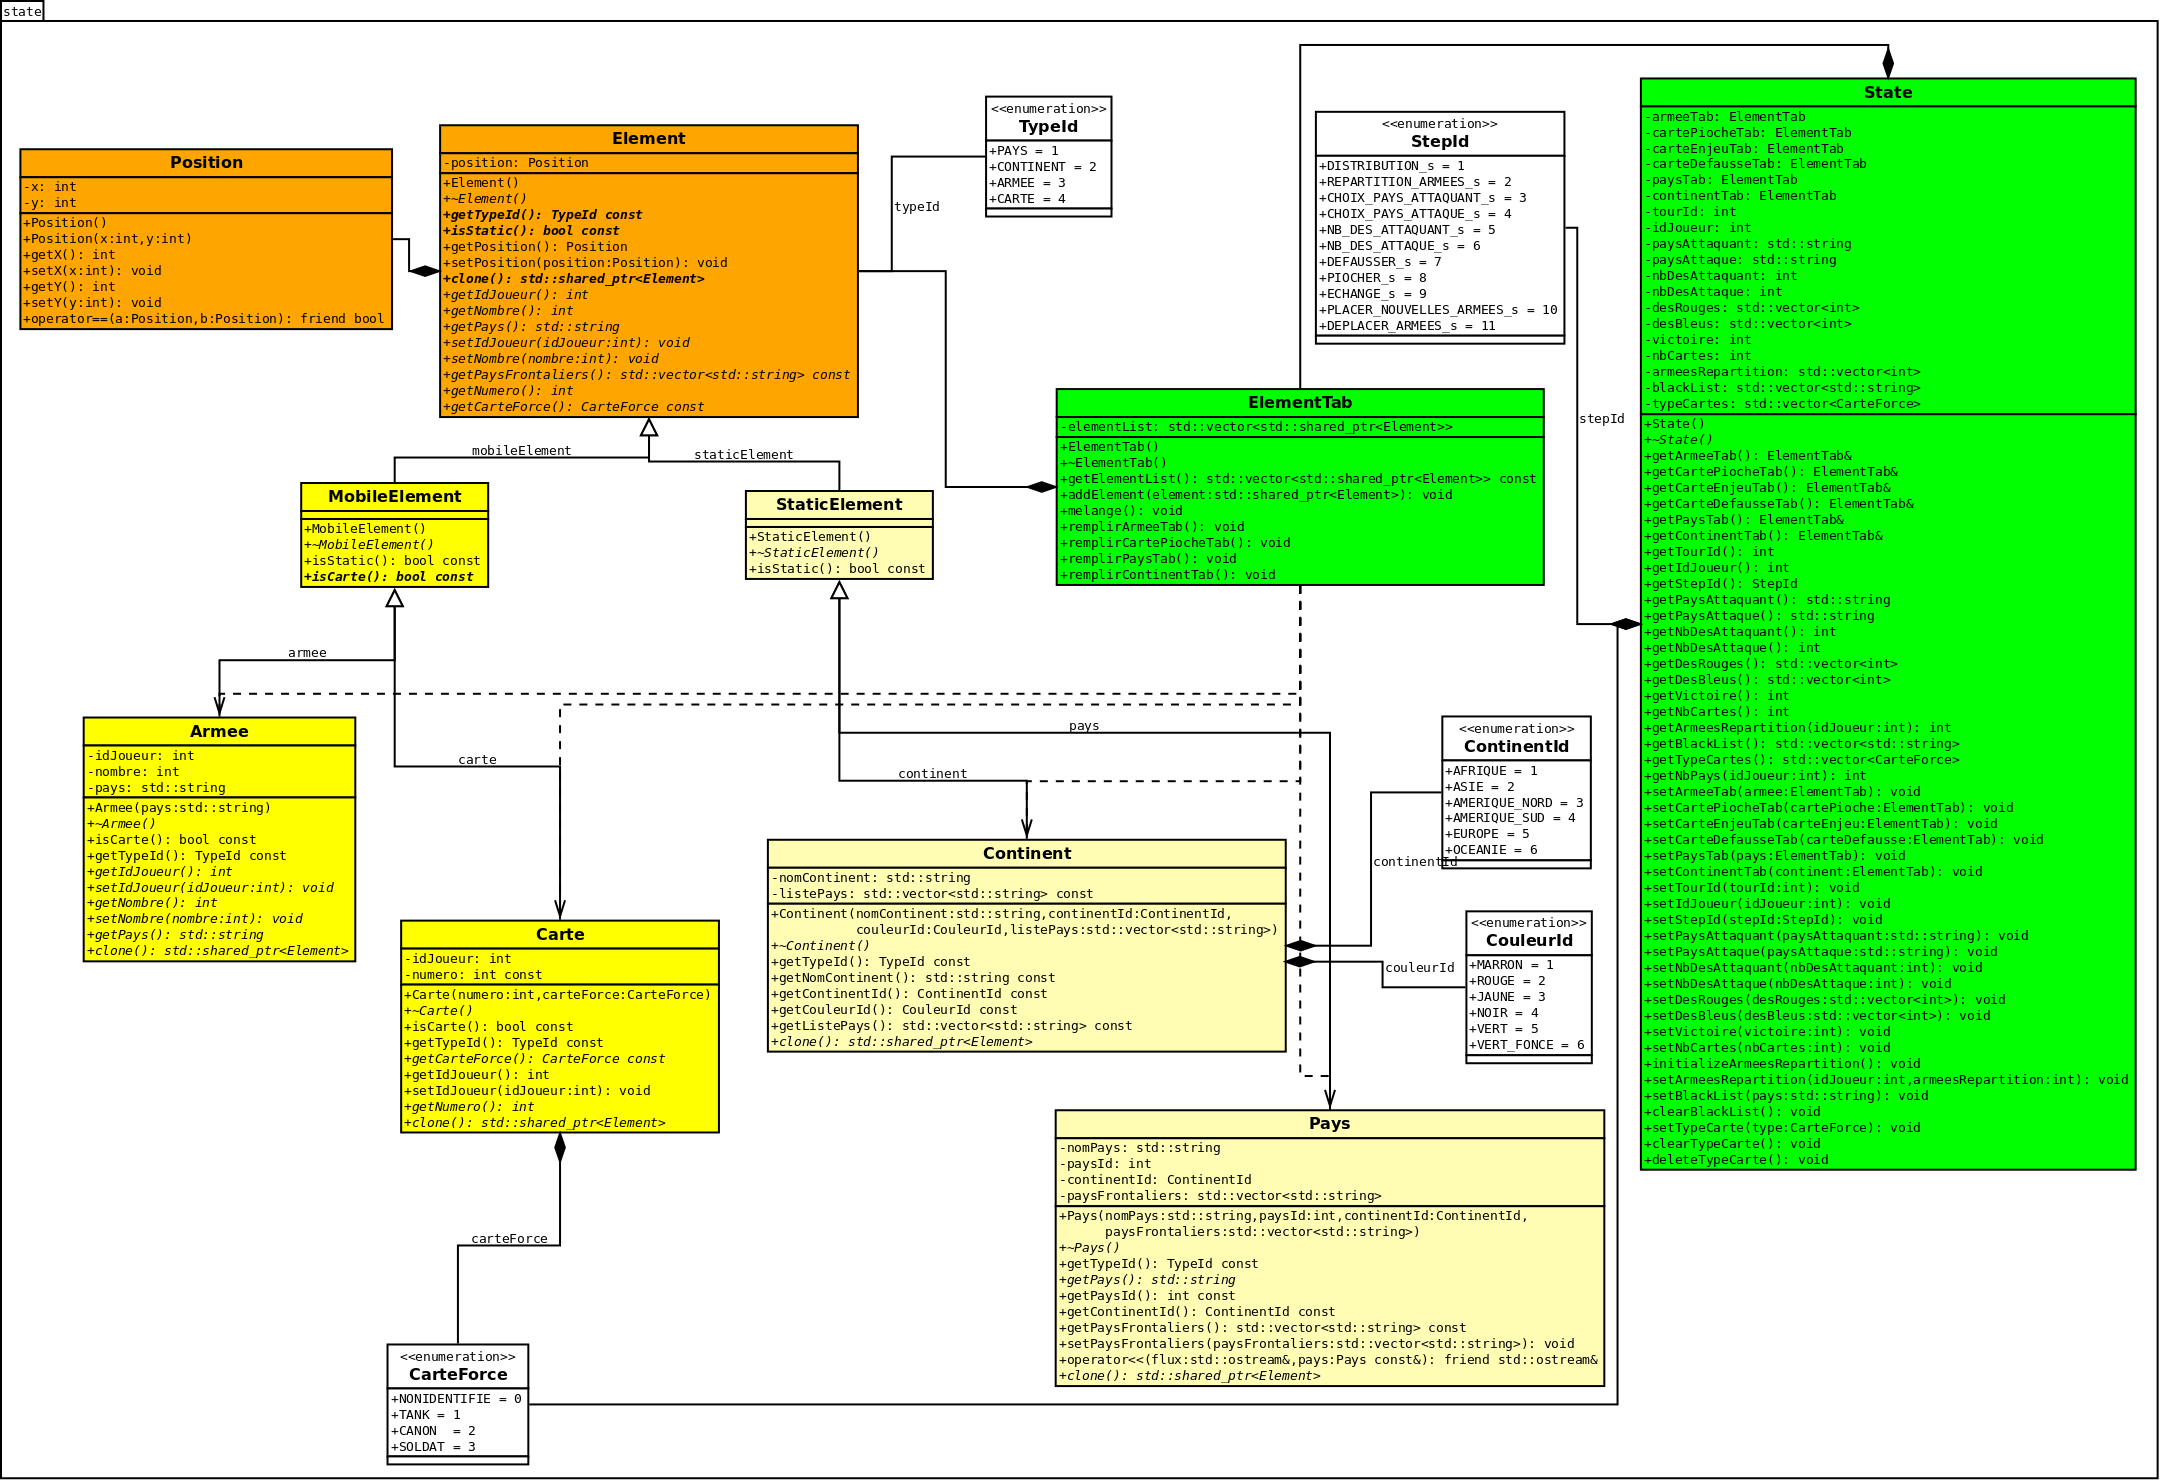 state
Position
-x: int
-y: int
+Position()
+Position(x:int,y:int)
+getX(): int
+setX(x:int): void
+getY(): int
+setY(y:int): void
+operator==(a:Position,b:Position): friend bool
Element
-position: Position
+Element()
+~Element()
+getTypeId(): TypeId const
+isStatic(): bool const
+getPosition(): Position
+setPosition(position:Position): void
+clone(): std::shared_ptr<Element>
+getIdJoueur(): int
+getNombre(): int
+getPays(): std::string
+setIdJoueur(idJoueur:int): void
+setNombre(nombre:int): void
+getPaysFrontaliers(): std::vector<std::string> const
+getNumero(): int
+getCarteForce(): CarteForce const
typeId
<<enumeration>>
TypeId
+PAYS = 1
+CONTINENT = 2
+ARMEE = 3
+CARTE = 4
<<enumeration>>
StepId
+DISTRIBUTION_s = 1
+REPARTITION_ARMEES_s = 2
+CHOIX_PAYS_ATTAQUANT_s = 3
+CHOIX_PAYS_ATTAQUE_s = 4
+NB_DES_ATTAQUANT_s = 5
+NB_DES_ATTAQUE_s = 6
+DEFAUSSER_s = 7
+PIOCHER_s = 8
+ECHANGE_s = 9
+PLACER_NOUVELLES_ARMEES_s = 10
+DEPLACER_ARMEES_s = 11
stepId
State
-armeeTab: ElementTab
-cartePiocheTab: ElementTab
-carteEnjeuTab: ElementTab
-carteDefausseTab: ElementTab
-paysTab: ElementTab
-continentTab: ElementTab
-tourId: int
-idJoueur: int
-paysAttaquant: std::string
-paysAttaque: std::string
-nbDesAttaquant: int
-nbDesAttaque: int
-desRouges: std::vector<int>
-desBleus: std::vector<int>
-victoire: int
-nbCartes: int
-armeesRepartition: std::vector<int>
-blackList: std::vector<std::string>
-typeCartes: std::vector<CarteForce>
+State()
+~State()
+getArmeeTab(): ElementTab&
+getCartePiocheTab(): ElementTab&
+getCarteEnjeuTab(): ElementTab&
+getCarteDefausseTab(): ElementTab&
+getPaysTab(): ElementTab&
+getContinentTab(): ElementTab&
+getTourId(): int
+getIdJoueur(): int
+getStepId(): StepId
+getPaysAttaquant(): std::string
+getPaysAttaque(): std::string
+getNbDesAttaquant(): int
+getNbDesAttaque(): int
+getDesRouges(): std::vector<int>
+getDesBleus(): std::vector<int>
+getVictoire(): int
+getNbCartes(): int
+getArmeesRepartition(idJoueur:int): int
+getBlackList(): std::vector<std::string>
+getTypeCartes(): std::vector<CarteForce>
+getNbPays(idJoueur:int): int
+setArmeeTab(armee:ElementTab): void
+setCartePiocheTab(cartePioche:ElementTab): void
+setCarteEnjeuTab(carteEnjeu:ElementTab): void
+setCarteDefausseTab(carteDefausse:ElementTab): void
+setPaysTab(pays:ElementTab): void
+setContinentTab(continent:ElementTab): void
+setTourId(tourId:int): void
+setIdJoueur(idJoueur:int): void
+setStepId(stepId:StepId): void
+setPaysAttaquant(paysAttaquant:std::string): void
+setPaysAttaque(paysAttaque:std::string): void
+setNbDesAttaquant(nbDesAttaquant:int): void
+setNbDesAttaque(nbDesAttaque:int): void
+setDesRouges(desRouges:std::vector<int>): void
+setDesBleus(desBleus:std::vector<int>): void
+setVictoire(victoire:int): void
+setNbCartes(nbCartes:int): void
+initializeArmeesRepartition(): void
+setArmeesRepartition(idJoueur:int,armeesRepartition:int): void
+setBlackList(pays:std::string): void
+clearBlackList(): void
+setTypeCarte(type:CarteForce): void
+clearTypeCarte(): void
+deleteTypeCarte(): void
ElementTab
-elementList: std::vector<std::shared_ptr<Element>>
+ElementTab()
+~ElementTab()
+getElementList(): std::vector<std::shared_ptr<Element>> const
+addElement(element:std::shared_ptr<Element>): void
+melange(): void
+remplirArmeeTab(): void
+remplirCartePiocheTab(): void
+remplirPaysTab(): void
+remplirContinentTab(): void
mobileElement
staticElement
MobileElement
+MobileElement()
+~MobileElement()
+isStatic(): bool const
+isCarte(): bool const
StaticElement
+StaticElement()
+~StaticElement()
+isStatic(): bool const
armee
carte
continent
pays
Armee
-idJoueur: int
-nombre: int
-pays: std::string
+Armee(pays:std::string)
+~Armee()
+isCarte(): bool const
+getTypeId(): TypeId const
+getIdJoueur(): int
+setIdJoueur(idJoueur:int): void
+getNombre(): int
+setNombre(nombre:int): void
+getPays(): std::string
+clone(): std::shared_ptr<Element>
Carte
-idJoueur: int
-numero: int const
+Carte(numero:int,carteForce:CarteForce)
+~Carte()
+isCarte(): bool const
+getTypeId(): TypeId const
+getCarteForce(): CarteForce const
+getIdJoueur(): int
+setIdJoueur(idJoueur:int): void
+getNumero(): int
+clone(): std::shared_ptr<Element>
Continent
-nomContinent: std::string
-listePays: std::vector<std::string> const
+Continent(nomContinent:std::string,continentId:ContinentId,
couleurId:CouleurId,listePays:std::vector<std::string>)
+~Continent()
+getTypeId(): TypeId const
+getNomContinent(): std::string const
+getContinentId(): ContinentId const
+getCouleurId(): CouleurId const
+getListePays(): std::vector<std::string> const
+clone(): std::shared_ptr<Element>
<<enumeration>>
ContinentId
+AFRIQUE = 1
+ASIE = 2
+AMERIQUE_NORD = 3
+AMERIQUE_SUD = 4
+EUROPE = 5
+OCEANIE = 6
continentId
<<enumeration>>
CouleurId
+MARRON = 1
+ROUGE = 2
+JAUNE = 3
+NOIR = 4
+VERT = 5
+VERT_FONCE = 6
couleurId
Pays
-nomPays: std::string
-paysId: int
-continentId: ContinentId
-paysFrontaliers: std::vector<std::string>
+Pays(nomPays:std::string,paysId:int,continentId:ContinentId,
paysFrontaliers:std::vector<std::string>)
+~Pays()
+getTypeId(): TypeId const
+getPays(): std::string
+getPaysId(): int const
+getContinentId(): ContinentId const
+getPaysFrontaliers(): std::vector<std::string> const
+setPaysFrontaliers(paysFrontaliers:std::vector<std::string>): void
+operator<<(flux:std::ostream&,pays:Pays const&): friend std::ostream&
+clone(): std::shared_ptr<Element>
carteForce
<<enumeration>>
CarteForce
+NONIDENTIFIE = 0
+TANK = 1
+CANON  = 2
+SOLDAT = 3